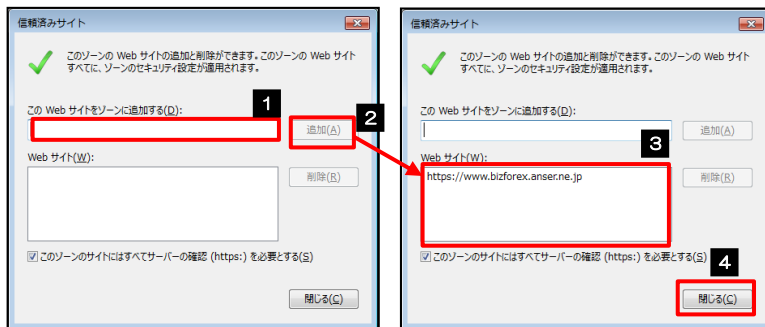 信頼済みサイト
このゾーンの Web サイトの追加と削除ができます。このゾーンの Web サイト
すべてに、ゾーンのセキュリティ設定が適用されます。
この Web サイトをゾーンに追加する(D):
1
追加(A)
2
Web サイト(W):
削除(R)
このゾーンのサイトにはすべてサーバーの確認 (https:) を必要とする(S)
閉じる(C)
信頼済みサイト
このゾーンの Web サイトの追加と削除ができます。このゾーンの Web サイト
すべてに、ゾーンのセキュリティ設定が適用されます。
この Web サイトをゾーンに追加する(D):
追加(A)
3
Web サイト(W):
https://www.bizforex.anser.ne.jp
削除(R)
このゾーンのサイトにはすべてサーバーの確認 (https:) を必要とする(S)
4
閉じる(C)